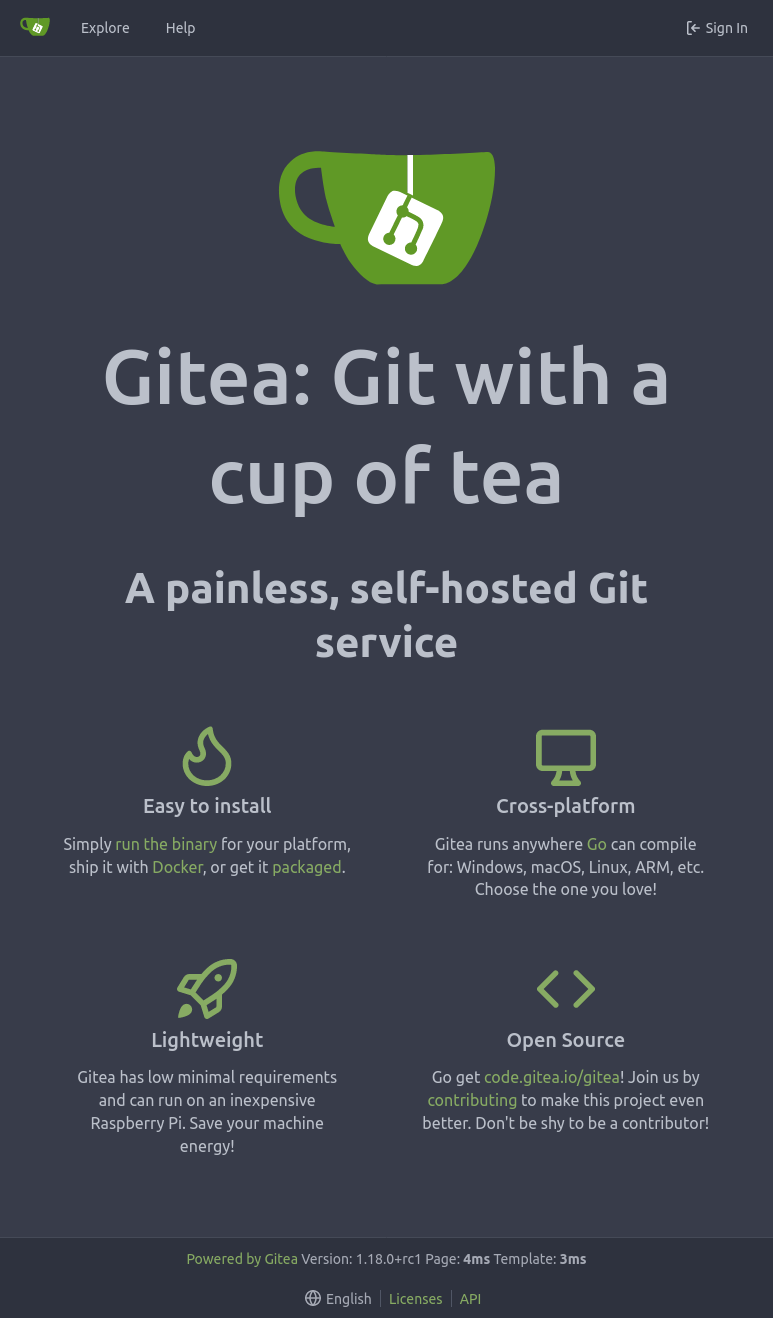 Explore Help Sign In
Gitea: Git with a
cup of tea
A painless, self-hosted Git
service
Easy to install
Simply run the binary for your platform,
ship it with Docker, or get it packaged.
Cross-platform
Gitea runs anywhere Go can compile
for: Windows, macOS, Linux, ARM, etc.
Choose the one you love!
Lightweight
Gitea has low minimal requirements
and can run on an inexpensive
Raspberry Pi. Save your machine
energy!
Open Source
Go get code.gitea.io/gitea! Join us by
contributing to make this project even
better. Don't be shy to be a contributor!
Powered by Gitea Version: 1.18.0+rc1 Page: 4ms Template: 3ms
English Licenses API